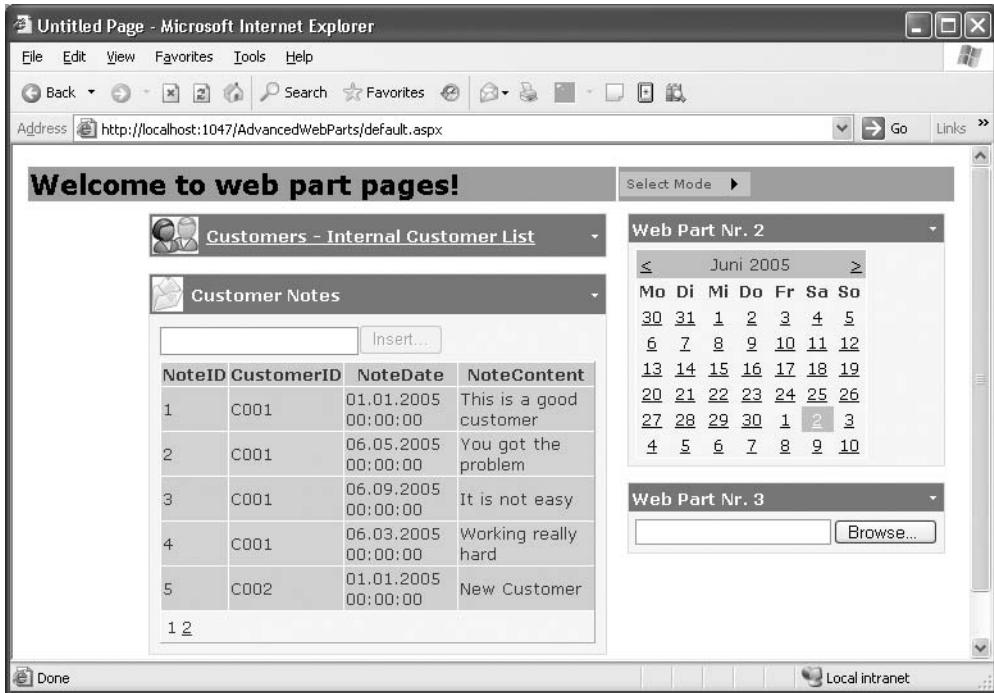 Untitled Page - Microsoft Internet Explorer
File Edit View Favorites Tools Help
Back Search Favorites
Address http://localhost:1047/AdvancedWebParts/default.aspx Go Links »
Welcome to web part pages!
Select Mode
Customers - Internal Customer List
Customer Notes
Insert...
NoteID CustomerID NoteDate NoteContent
1 C001 01.01.2005 00:00:00 This is a good customer
2 C001 06.05.2005 00:00:00 You got the problem
3 C001 06.09.2005 00:00:00 It is not easy
4 C001 06.03.2005 00:00:00 Working really hard
5 C002 01.01.2005 00:00:00 New Customer
1 2
Web Part Nr. 2
< Juni 2005 >
Mo Di Mi Do Fr Sa So
30 31 1 2 3 4 5
6 7 8 9 10 11 12
13 14 15 16 17 18 19
20 21 22 23 24 25 26
27 28 29 30 1 2 3
4 5 6 7 8 9 10
Web Part Nr. 3
Browse...
Done
Local intranet